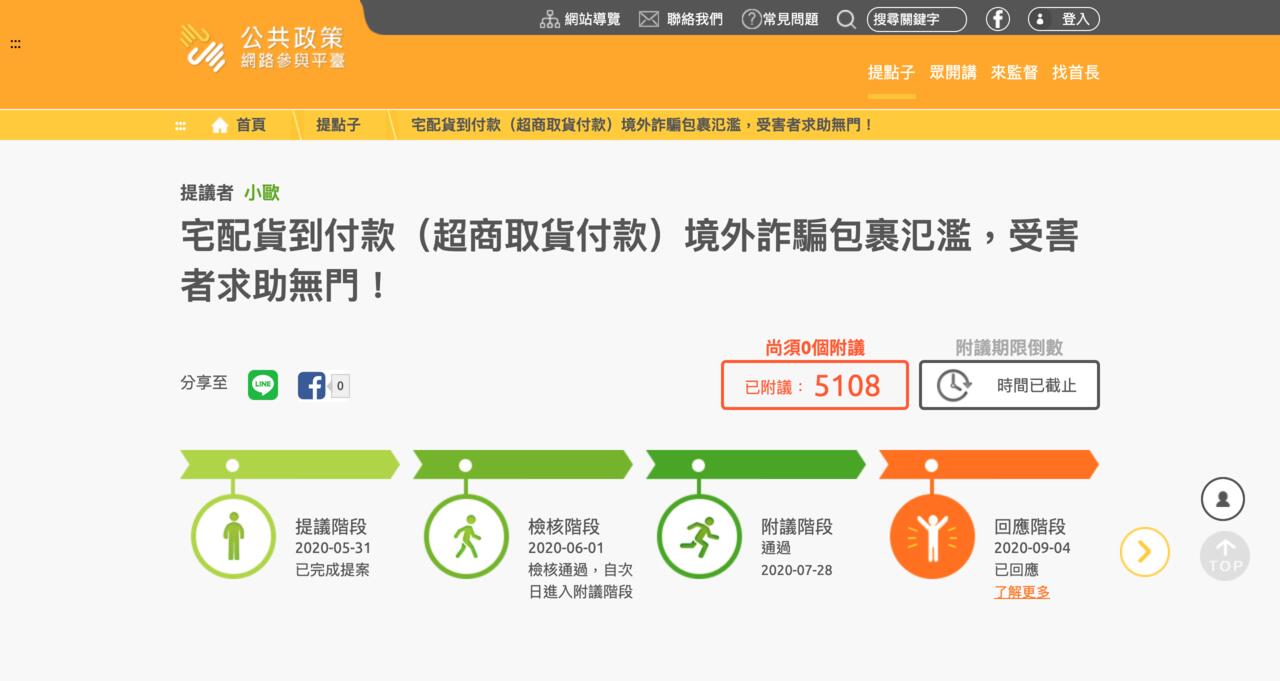 網站導覽
聯絡我們
常見問題
搜尋關鍵字
登入
公共政策
網路參與平臺
提點子
眾開講
來監督
找首長
首頁
提點子
宅配貨到付款（超商取貨付款）境外詐騙包裹氾濫，受害者求助無門！
提議者 小歐
宅配貨到付款（超商取貨付款）境外詐騙包裹氾濫，受害
者求助無門！
分享至
LINE
0
尚須0個附議
已附議： 5108
附議期限倒數
時間已截止
提議階段
2020-05-31
已完成提案
檢核階段
2020-06-01
檢核通過，自次
日進入附議階段
附議階段
通過
2020-07-28
回應階段
2020-09-04
已回應
了解更多
TOP